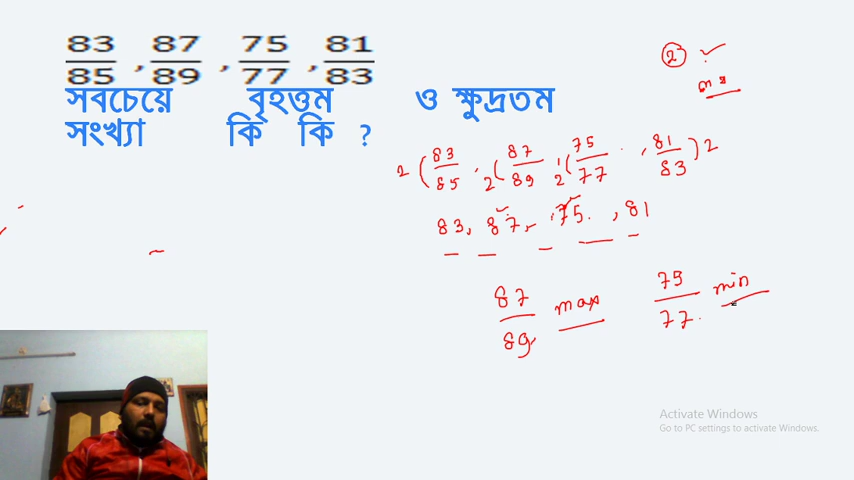 83/85 , 87/89 , 75/77 , 81/83
সবচেয়ে বৃহত্তম ও ক্ষুদ্রতম
সংখ্যা কি কি ?
2
2 ( 83/85 , 2 ( 87/89 , 2 ( 75/77 , 81/83 ) 2
83, 87, 75, 81
87/89 max 75/77 min
Activate Windows
Go to PC settings to activate Windows.